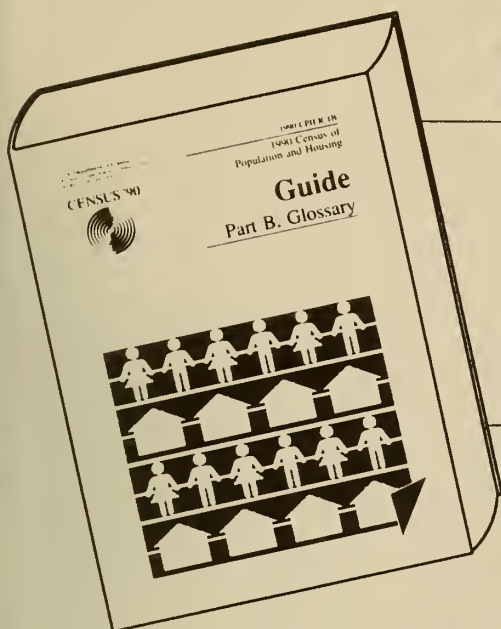 1990 Census of
Population and Housing
CENSUS '90
Guide
Part B. Glossary